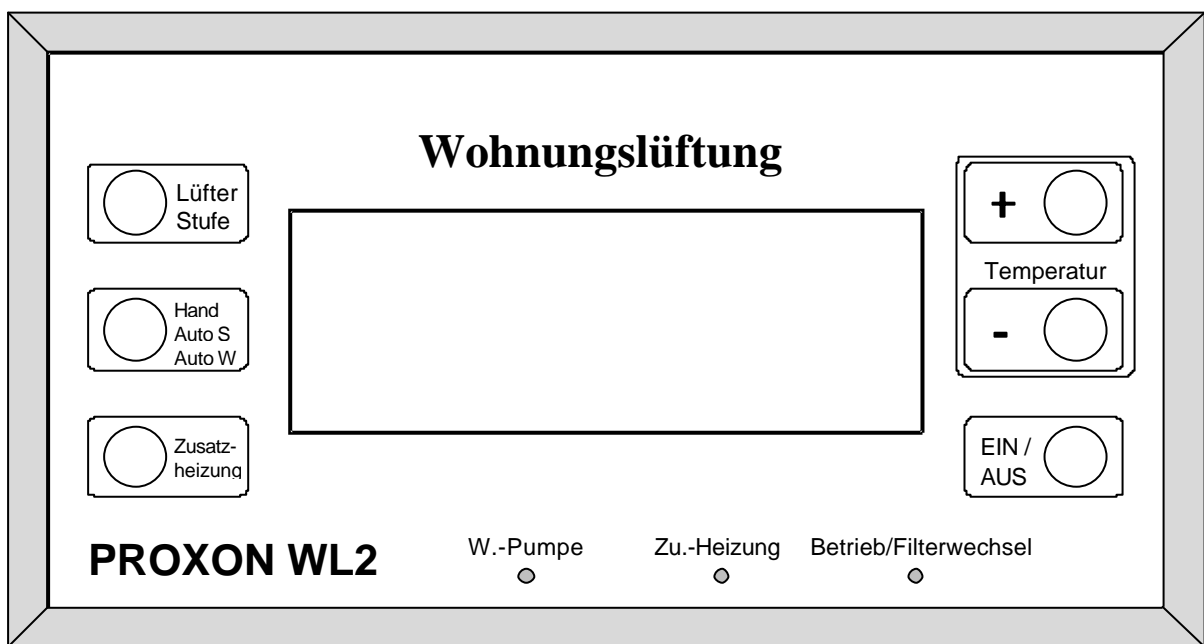 Wohnungslüftung
Lüfter
Stufe
Hand
Auto S
Auto W
Zusatz-
heizung
+
Temperatur
-
EIN /
AUS
PROXON WL2
W.-Pumpe
Zu.-Heizung
Betrieb/Filterwechsel